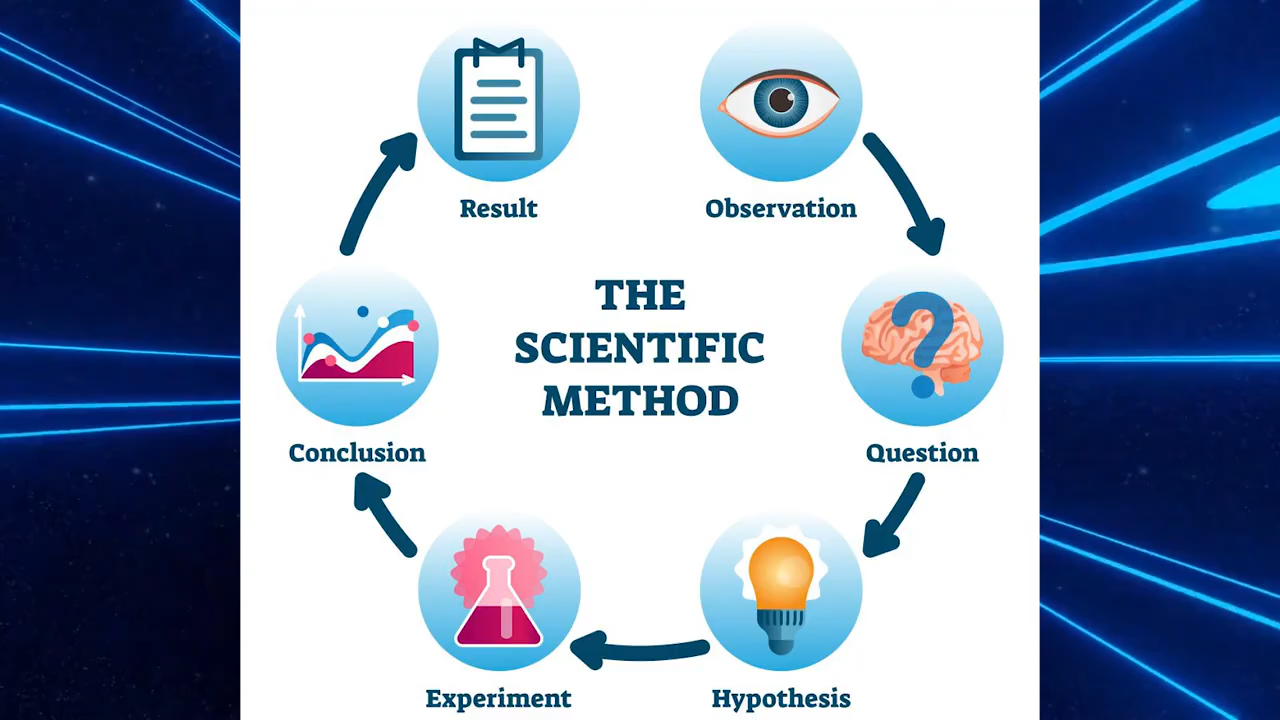 Result
Observation
THE
SCIENTIFIC
METHOD
Conclusion
Question
Experiment
Hypothesis